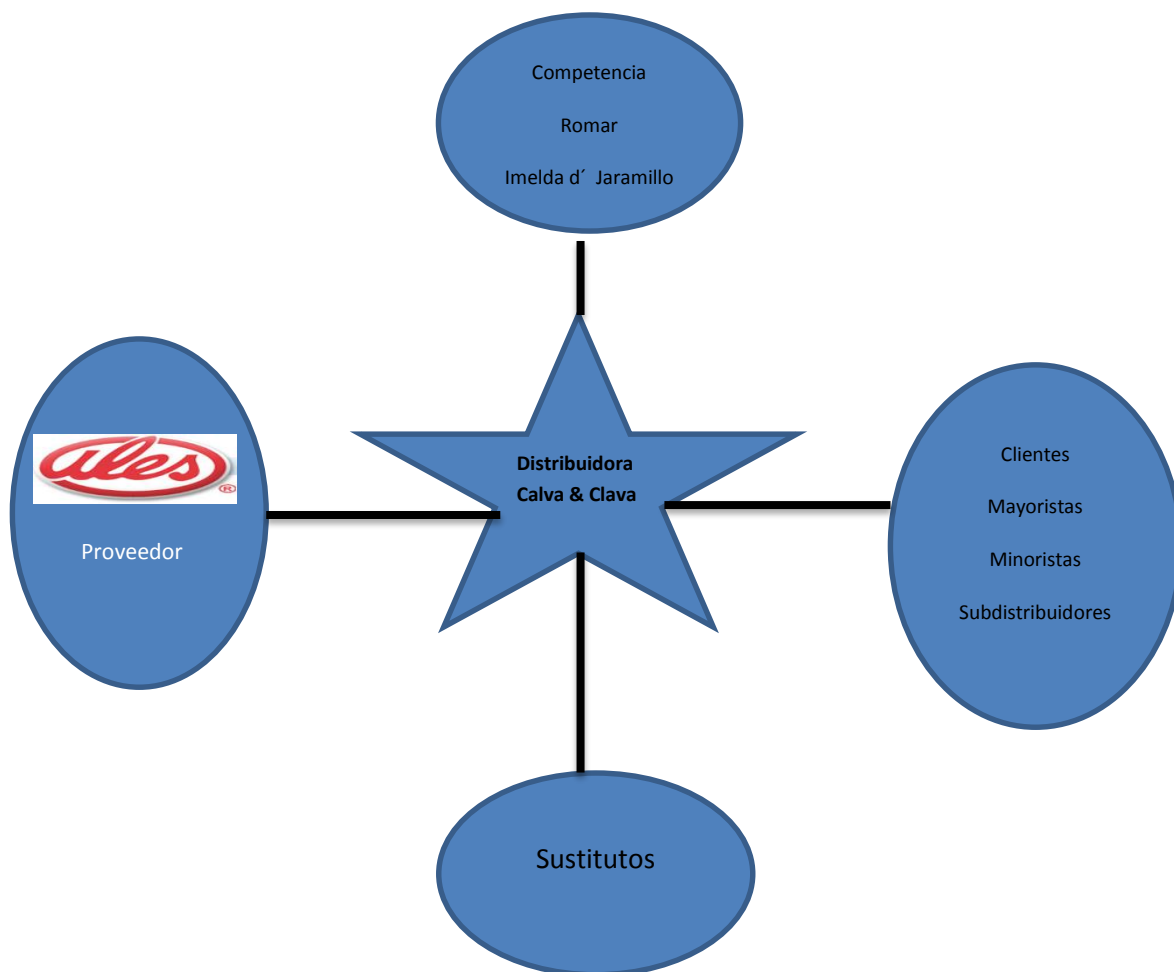 Competencia
Romar
Imelda d´ Jaramillo
ales
®
Proveedor
Distribuidora
Calva & Clava
Clientes
Mayoristas
Minoristas
Subdistribuidores
Sustitutos